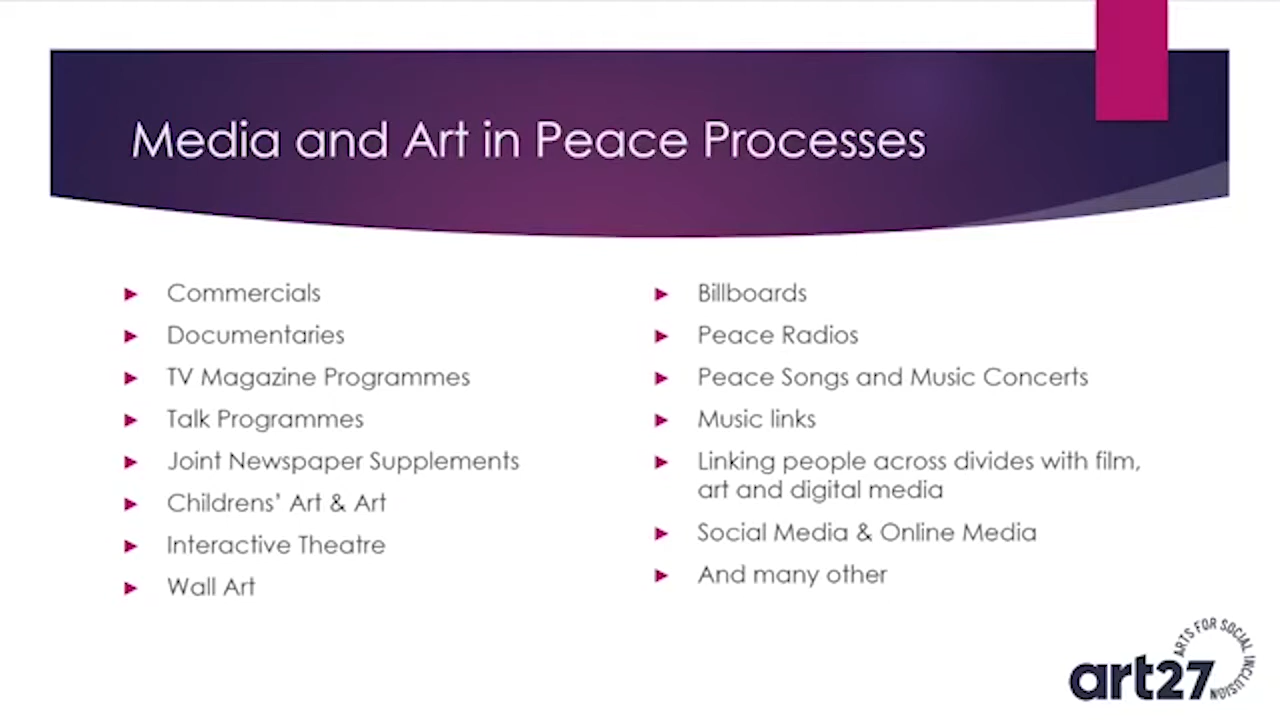 Media and Art in Peace Processes
Commercials
Documentaries
TV Magazine Programmes
Talk Programmes
Joint Newspaper Supplements
Childrens' Art & Art
Interactive Theatre
Wall Art
Billboards
Peace Radios
Peace Songs and Music Concerts
Music links
Linking people across divides with film,
art and digital media
Social Media & Online Media
And many other
art27
ARTS FOR SOCIAL INCLUSION